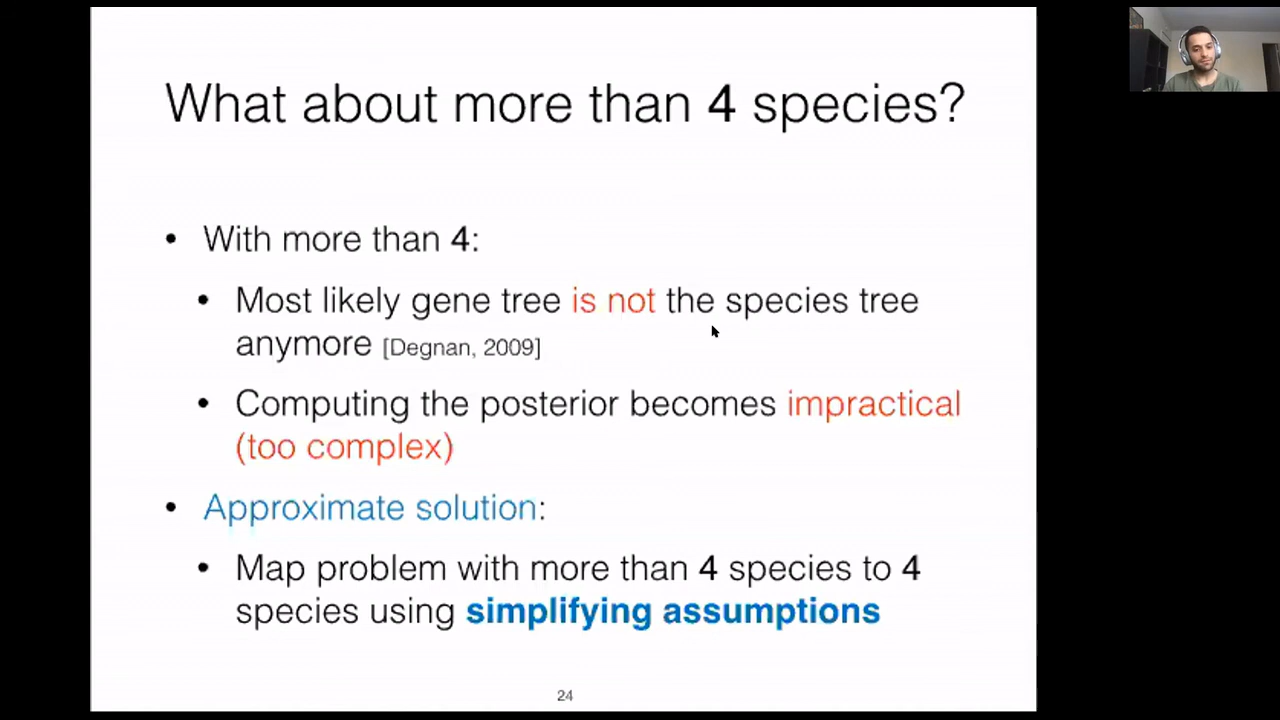 What about more than 4 species?
• With more than 4:
• Most likely gene tree is not the species tree
anymore [Degnan, 2009]
• Computing the posterior becomes impractical
(too complex)
• Approximate solution:
• Map problem with more than 4 species to 4
species using simplifying assumptions
24